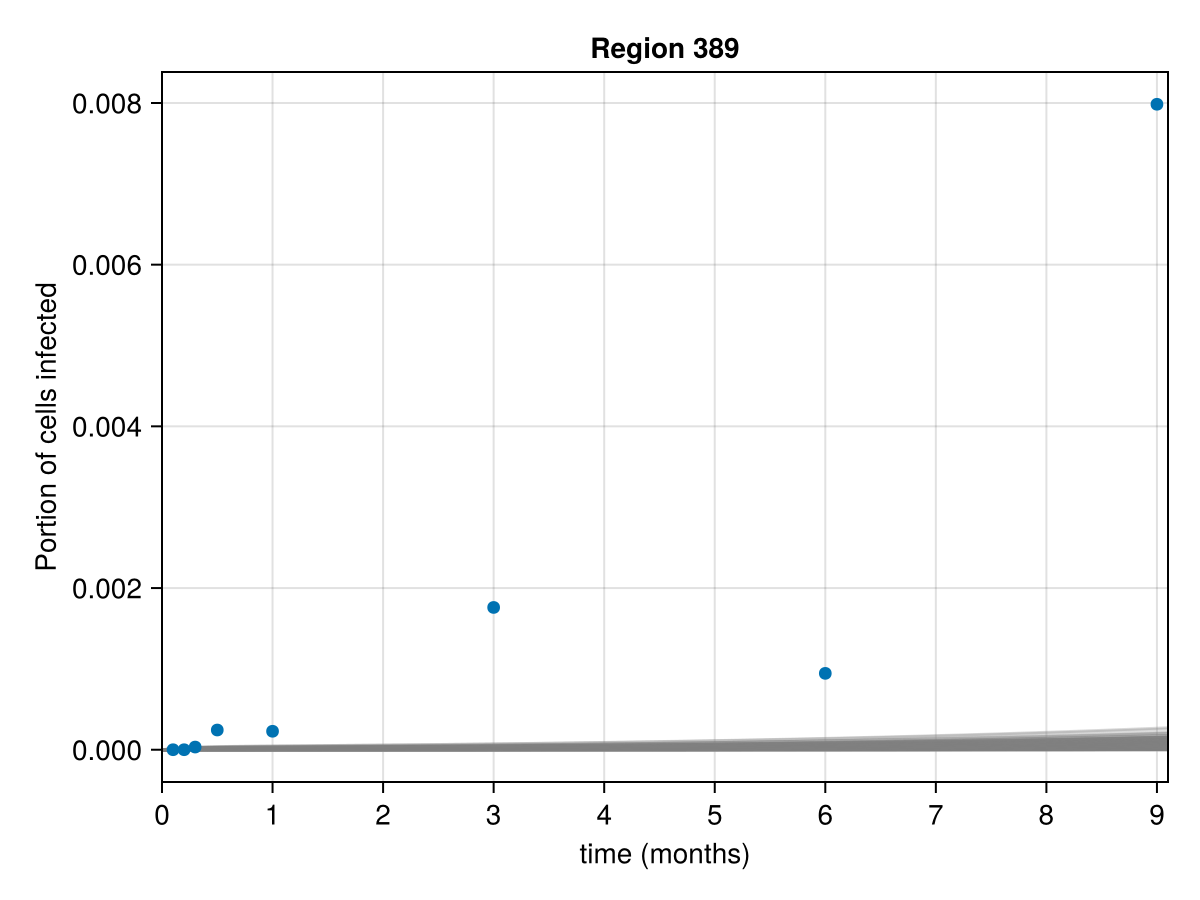 Region 389
0.008
0.006
0.004
0.002
0.000
Portion of cells infected
0 1 2 3 4 5 6 7 8 9
time (months)